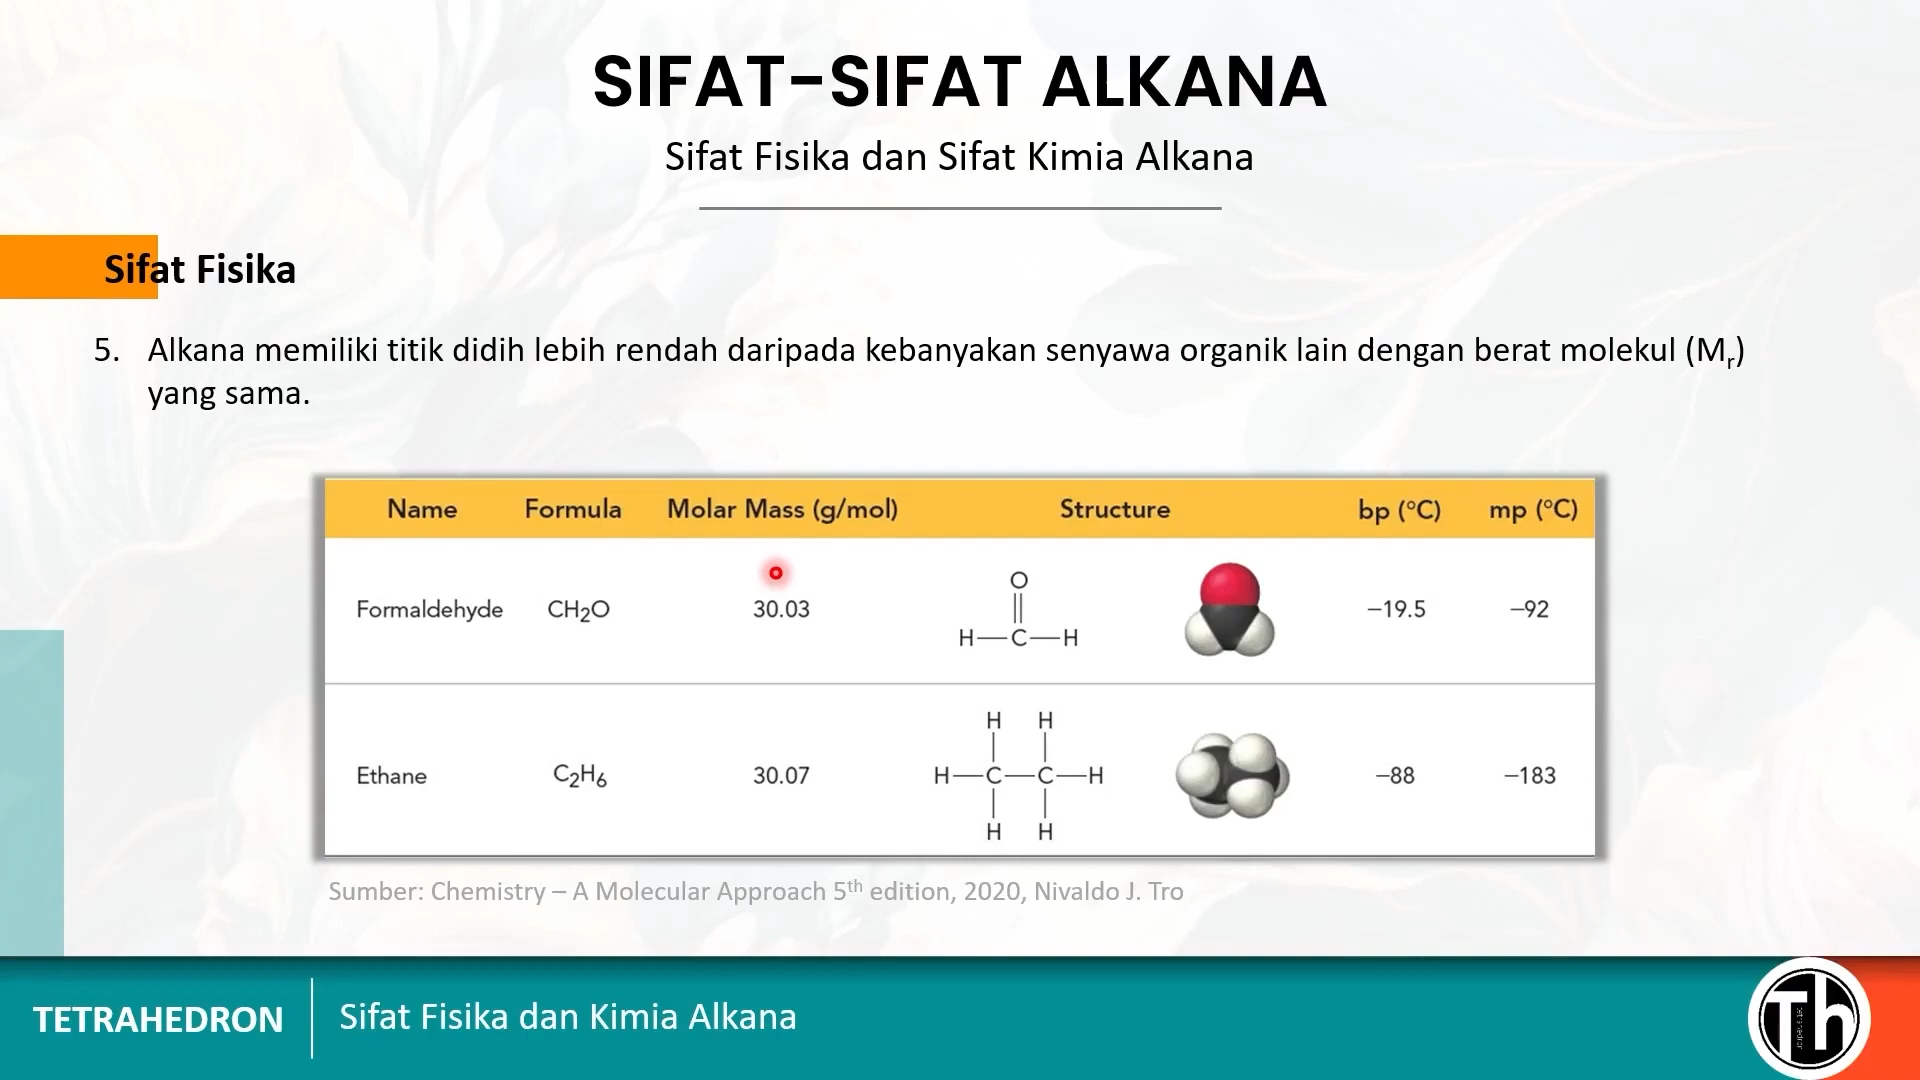 SIFAT-SIFAT ALKANA
Sifat Fisika dan Sifat Kimia Alkana
Sifat Fisika
5. Alkana memiliki titik didih lebih rendah daripada kebanyakan senyawa organik lain dengan berat molekul (Mᵣ)
yang sama.
Name Formula Molar Mass (g/mol) Structure bp (°C) mp (°C)
O
Formaldehyde CH₂O 30.03 –19.5 –92
H—C—H
H H
Ethane C₂H₆ 30.07 H—C—C—H –88 –183
H H
Sumber: Chemistry – A Molecular Approach 5ᵗʰ edition, 2020, Nivaldo J. Tro
TETRAHEDRON
Sifat Fisika dan Kimia Alkana
Th